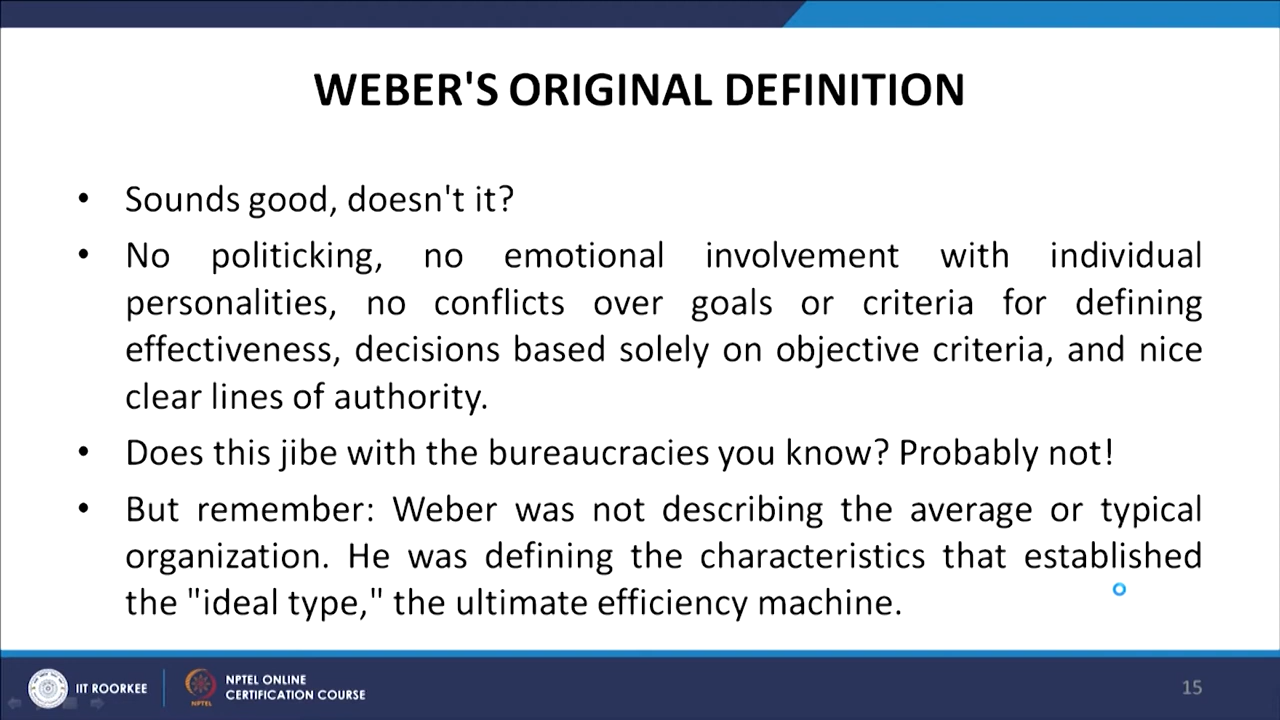 WEBER'S ORIGINAL DEFINITION
• Sounds good, doesn't it?
• No politicking, no emotional involvement with individual
personalities, no conflicts over goals or criteria for defining
effectiveness, decisions based solely on objective criteria, and nice
clear lines of authority.
• Does this jibe with the bureaucracies you know? Probably not!
• But remember: Weber was not describing the average or typical
organization. He was defining the characteristics that established
the "ideal type," the ultimate efficiency machine.
IIT ROORKEE
NPTEL
NPTEL ONLINE
CERTIFICATION COURSE
15